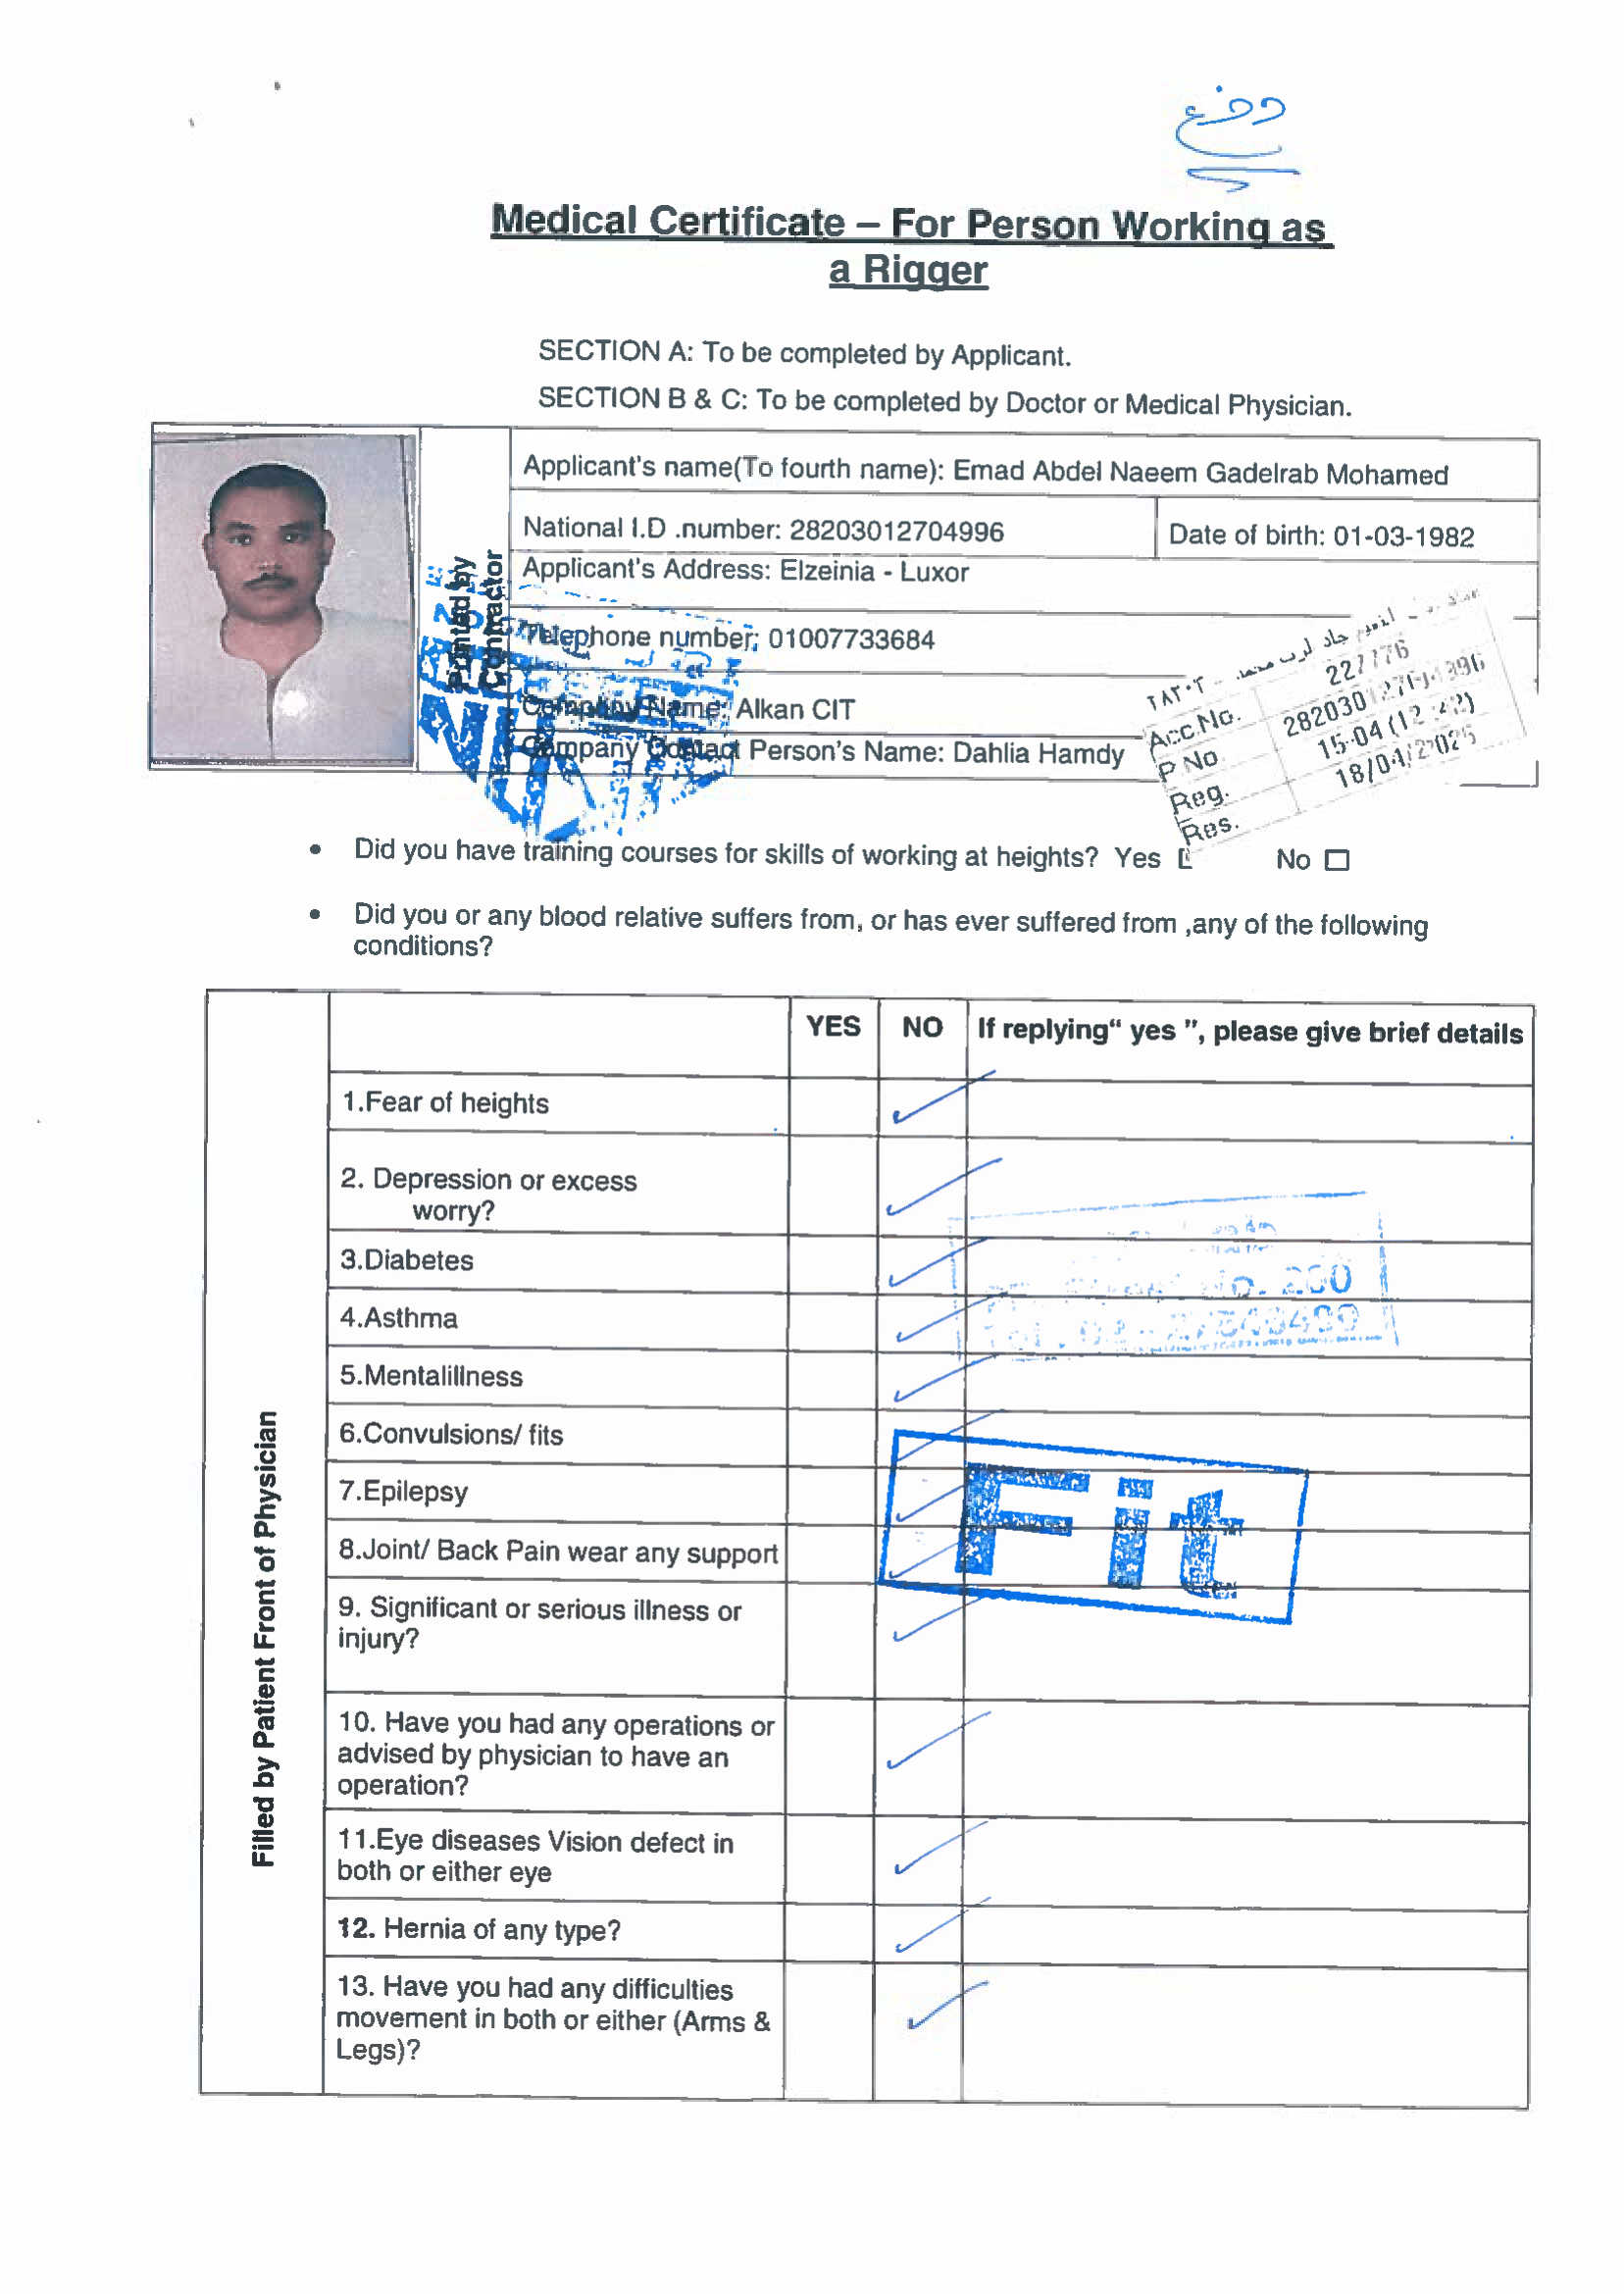 Medical Certificate – For Person Working as
a Rigger
SECTION A: To be completed by Applicant.
SECTION B & C: To be completed by Doctor or Medical Physician.
Printed by
Contractor
Applicant's name(To fourth name): Emad Abdel Naeem Gadelrab Mohamed
National I.D .number: 28203012704996
Date of birth: 01-03-1982
Applicant's Address: Elzeinia - Luxor
Telephone number: 01007733684
Company Name: Alkan CIT
Company Contact Person's Name: Dahlia Hamdy
Acc.No. 227776
P.No.
Reg. 15-04
Res. 18/04/2025
• Did you have training courses for skills of working at heights? Yes No ☐
• Did you or any blood relative suffers from, or has ever suffered from ,any of the following
conditions?
YES NO If replying“ yes ”, please give brief details
Filled by Patient Front of Physician
1.Fear of heights ✓
2. Depression or excess
worry? ✓
3.Diabetes ✓
4.Asthma ✓
5.Mentalillness ✓
6.Convulsions/ fits ✓
7.Epilepsy ✓
Fit
8.Joint/ Back Pain wear any support ✓
9. Significant or serious illness or
injury? ✓
10. Have you had any operations or
advised by physician to have an
operation? ✓
11.Eye diseases Vision defect in
both or either eye ✓
12. Hernia of any type? ✓
13. Have you had any difficulties
movement in both or either (Arms &
Legs)? ✓